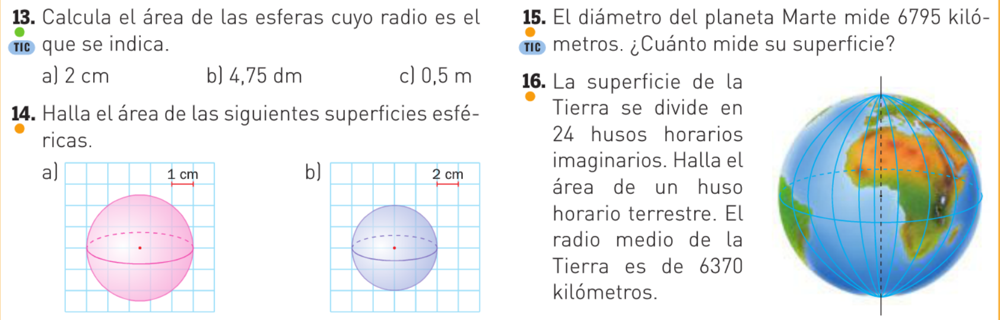 13. Calcula el área de las esferas cuyo radio es el
TIC que se indica.
a) 2 cm b) 4,75 dm c) 0,5 m
14. Halla el área de las siguientes superficies esfé-
ricas.
a) 1 cm b) 2 cm
15. El diámetro del planeta Marte mide 6795 kiló-
TIC metros. ¿Cuánto mide su superficie?
16. La superficie de la
Tierra se divide en
24 husos horarios
imaginarios. Halla el
área de un huso
horario terrestre. El
radio medio de la
Tierra es de 6370
kilómetros.